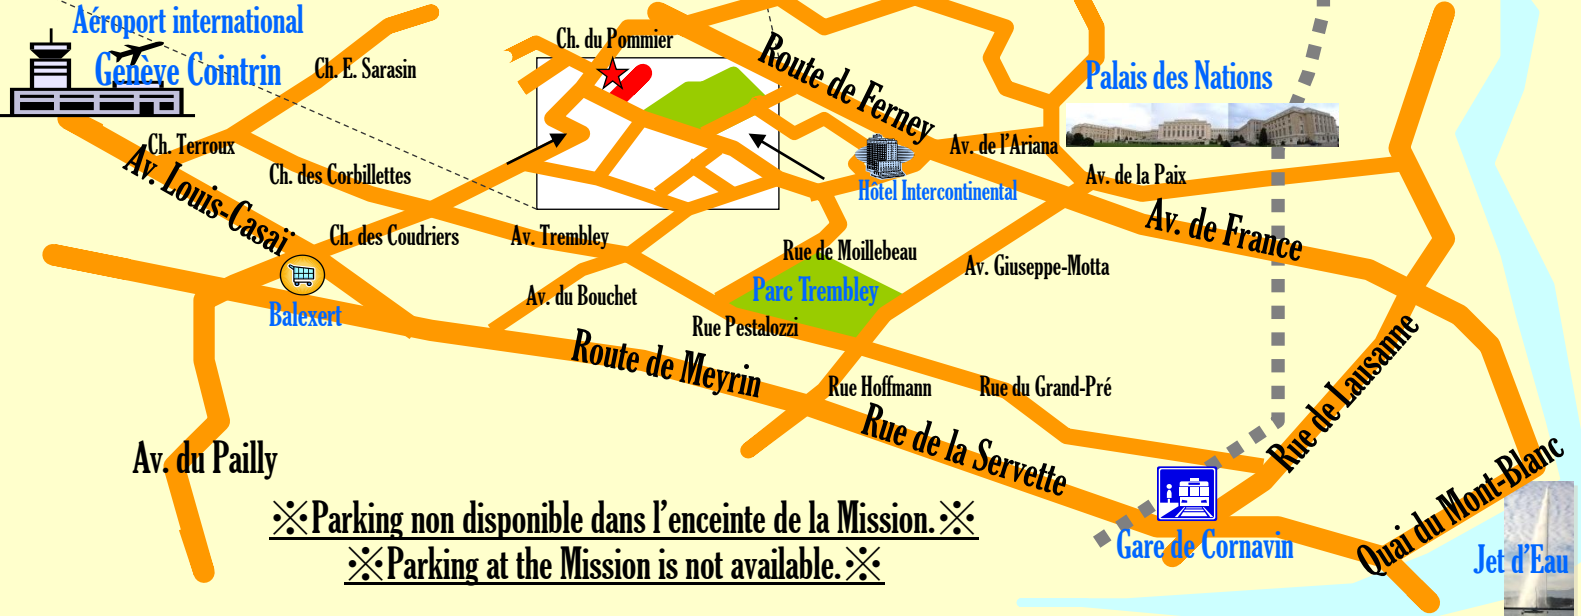 Aéroport international
Genève Cointrin
Ch. E. Sarasin
Ch. du Pommier
Route de Ferney
Palais des Nations
Ch. Terroux
Av. Louis-Casaï
Ch. des Corbillettes
Av. de l'Ariana
Av. de la Paix
Hôtel Intercontinental
Av. de France
Ch. des Coudriers
Av. Trembley
Rue de Moillebeau
Av. Giuseppe-Motta
Balexert
Av. du Bouchet
Parc Trembley
Rue Pestalozzi
Route de Meyrin
Rue Hoffmann
Rue du Grand-Pré
Rue de Lausanne
Rue de la Servette
Av. du Pailly
Quai du Mont-Blanc
Gare de Cornavin
Jet d'Eau
※Parking non disponible dans l'enceinte de la Mission.※
※Parking at the Mission is not available.※